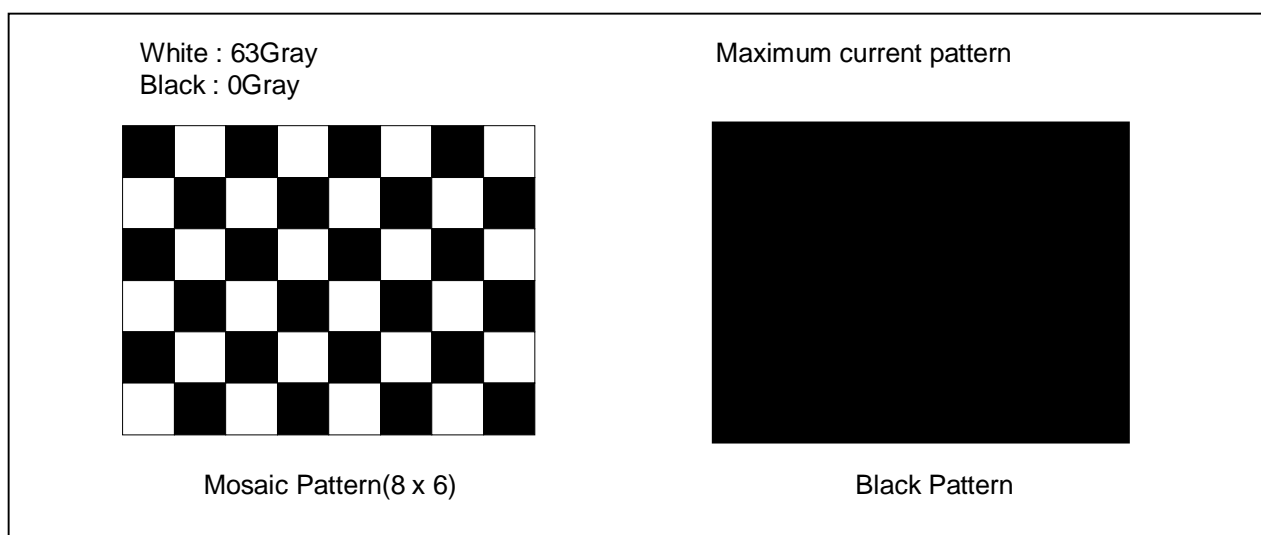 White : 63Gray
Black : 0Gray
Maximum current pattern
Mosaic Pattern(8 x 6)
Black Pattern